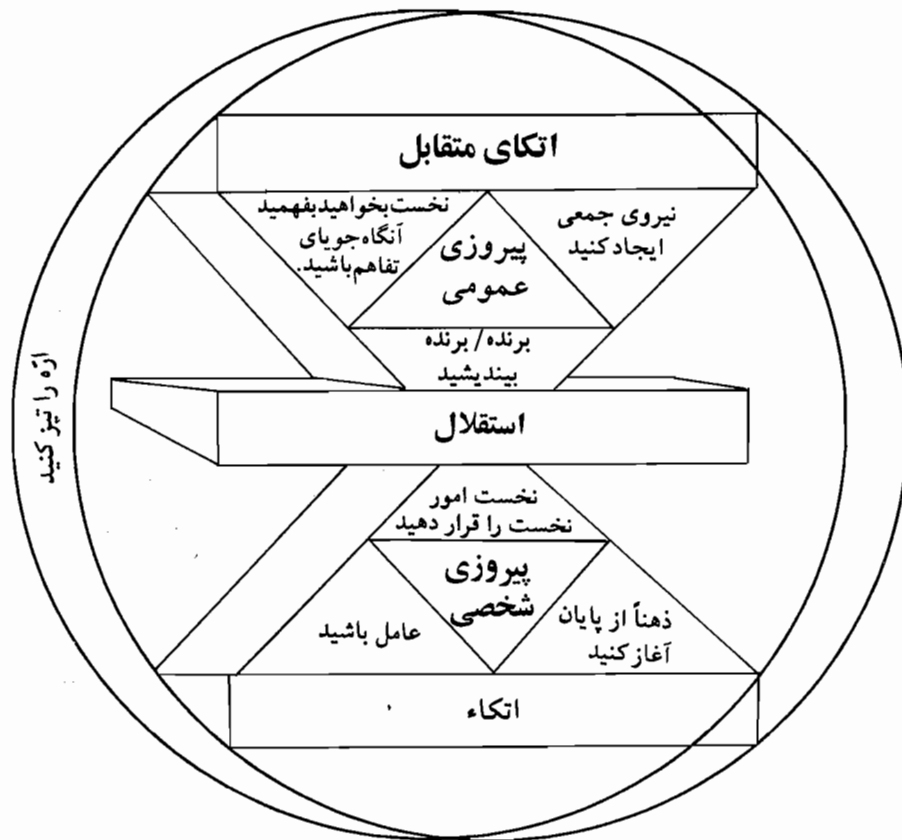 اتکای متقابل
نیروی جمعی
ایجاد کنید
نخست بخواهید بفهمید
آنگاه جویای
تفاهم باشید.
پیروزی
عمومی
برنده / برنده
بیندیشید
استقلال
نخست امور
نخست را قرار دهید
پیروزی
شخصی
ذهناً از پایان
آغاز کنید
عامل باشید
اتکاء
ارّه را تیز کنید